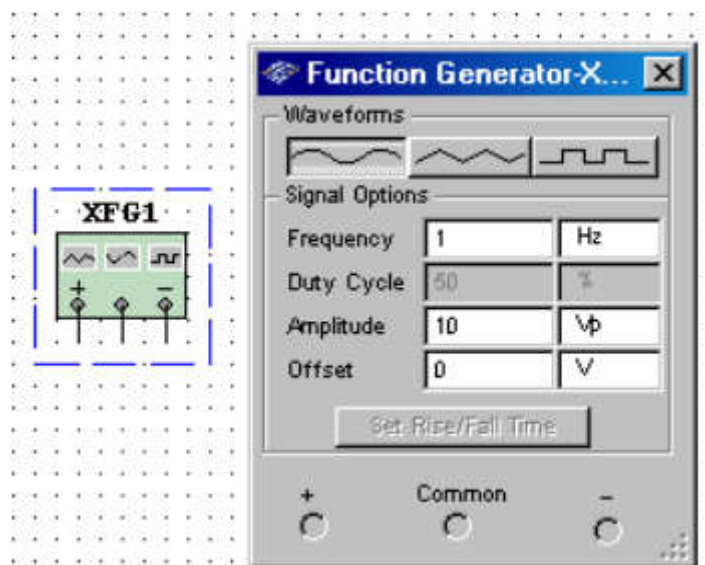 Function Generator-X...
Waveforms
Signal Options
XFG1
+ −
Frequency 1 Hz
Duty Cycle 50 %
Amplitude 10 Vp
Offset 0 V
Set Rise/Fall Time
+ Common −